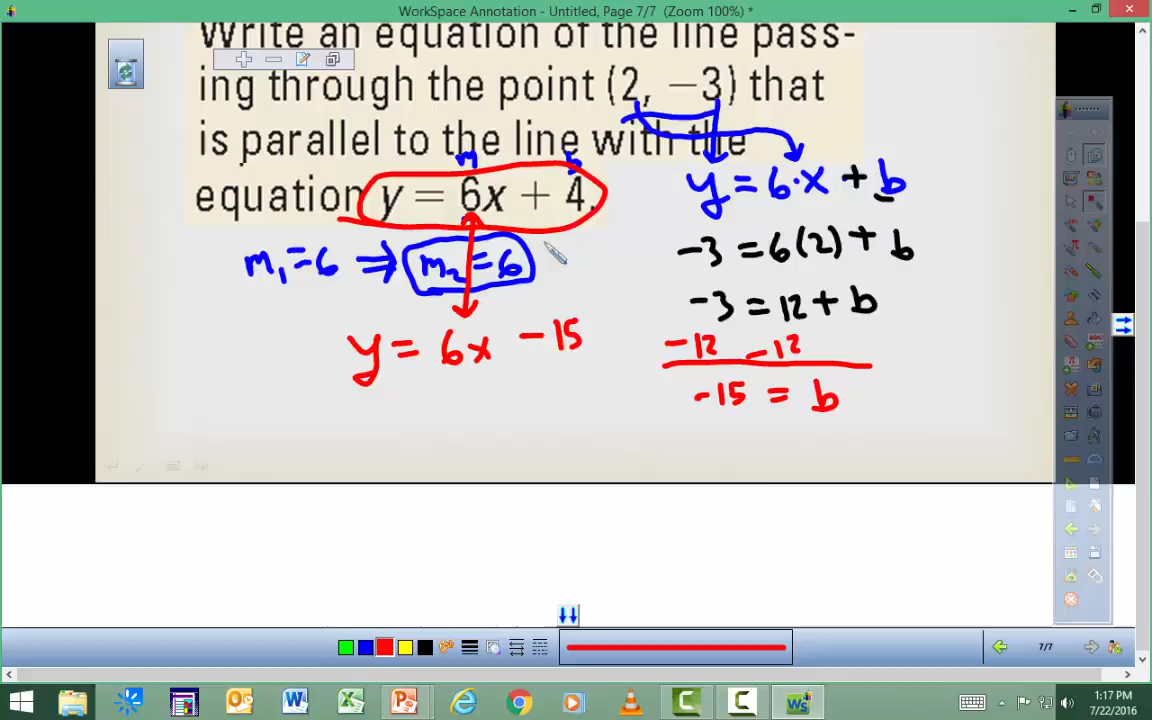 WorkSpace Annotation - Untitled, Page 7/7 (Zoom 100%) *
Write an equation of the line pass-
ing through the point (2, −3) that
is parallel to the line with the
equation y = 6x + 4.
m b
m₁ = 6 ⇒ m₂ = 6
y = 6x - 15
y = 6·x + b
-3 = 6(2) + b
-3 = 12 + b
-12 -12
-15 = b
7/7
1:17 PM
7/22/2016